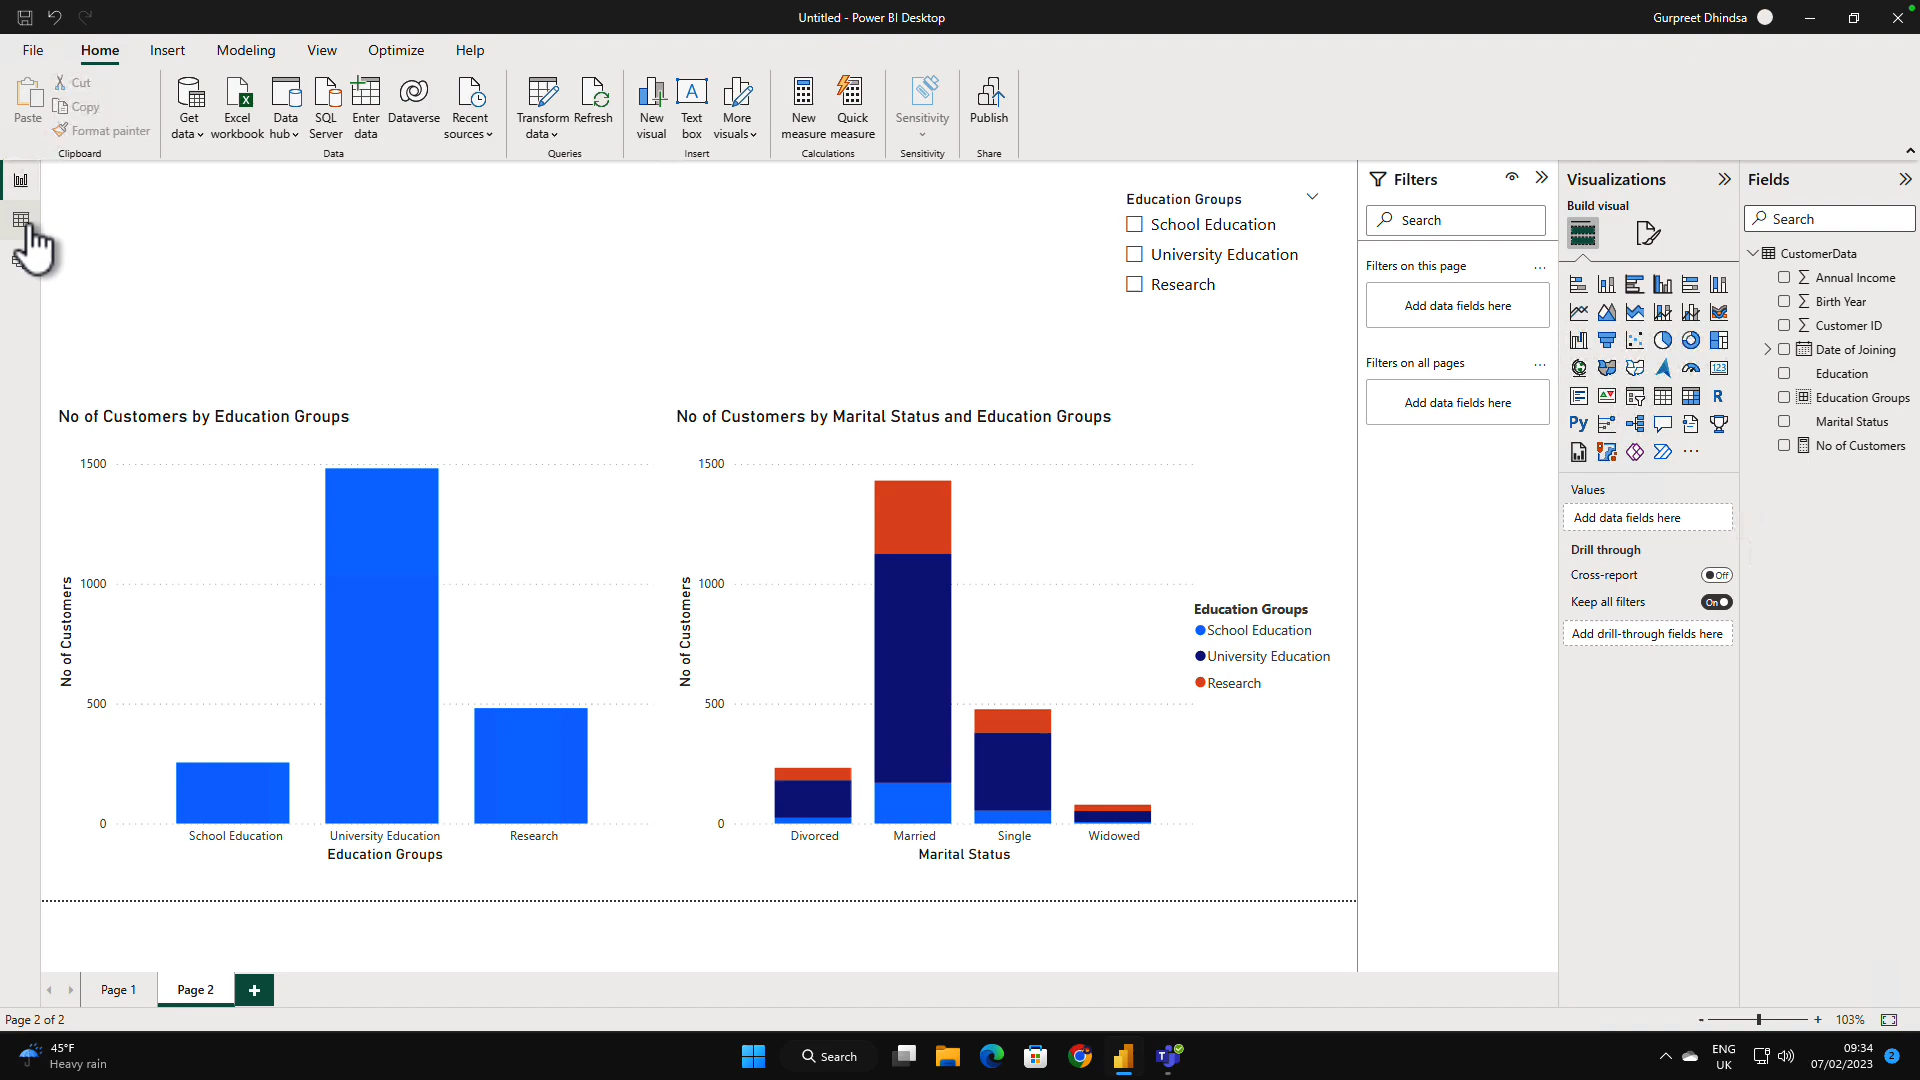 Untitled - Power BI Desktop
Gurpreet Dhindsa
File Home Insert Modeling View Optimize Help
Paste
Cut
Copy
Format painter
Get data
Excel workbook
Data hub
SQL Server
Enter data
Dataverse
Recent sources
Transform data
Refresh
New visual
Text box
More visuals
New measure
Quick measure
Sensitivity
Publish
Clipboard
Data
Queries
Insert
Calculations
Sensitivity
Share
Education Groups
School Education
University Education
Research
No of Customers by Education Groups
1500
1000
500
0
No of Customers
School Education
University Education
Research
Education Groups
No of Customers by Marital Status and Education Groups
1500
1000
500
0
No of Customers
Divorced
Married
Single
Widowed
Marital Status
Education Groups
School Education
University Education
Research
Filters
Search
Filters on this page
...
Add data fields here
Filters on all pages
...
Add data fields here
Visualizations
Build visual
123
R
Py
...
Values
Add data fields here
Drill through
Cross-report
Off
Keep all filters
On
Add drill-through fields here
Fields
Search
CustomerData
Annual Income
Birth Year
Customer ID
Date of Joining
Education
Education Groups
Marital Status
No of Customers
Page 1
Page 2
Page 2 of 2
- + 103%
45°F
Heavy rain
Search
ENG
UK
09:34
07/02/2023
2